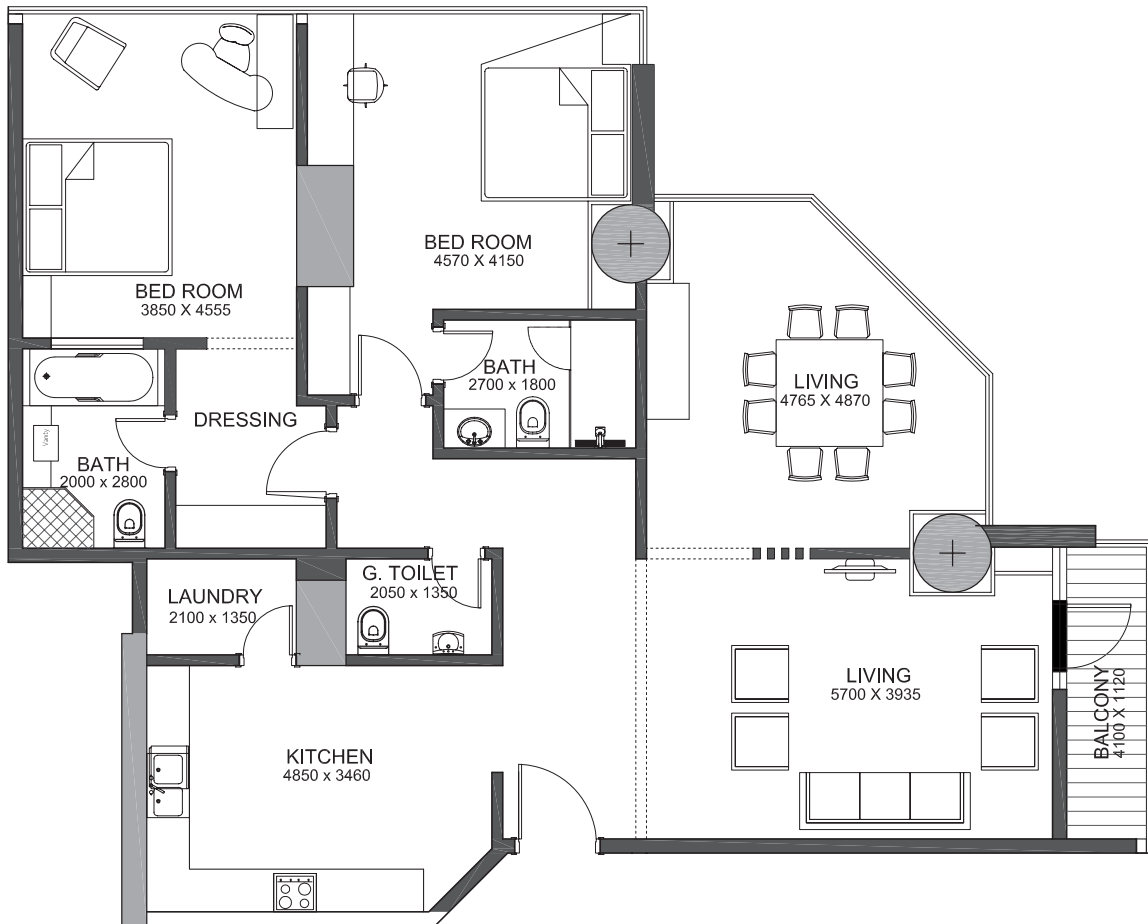 BED ROOM
4570 X 4150
BED ROOM
3850 X 4555
BATH
2700 x 1800
LIVING
4765 X 4870
DRESSING
Vanity
BATH
2000 x 2800
G. TOILET
2050 x 1350
LAUNDRY
2100 x 1350
LIVING
5700 X 3935
BALCONY
4100 X 1120
KITCHEN
4850 x 3460